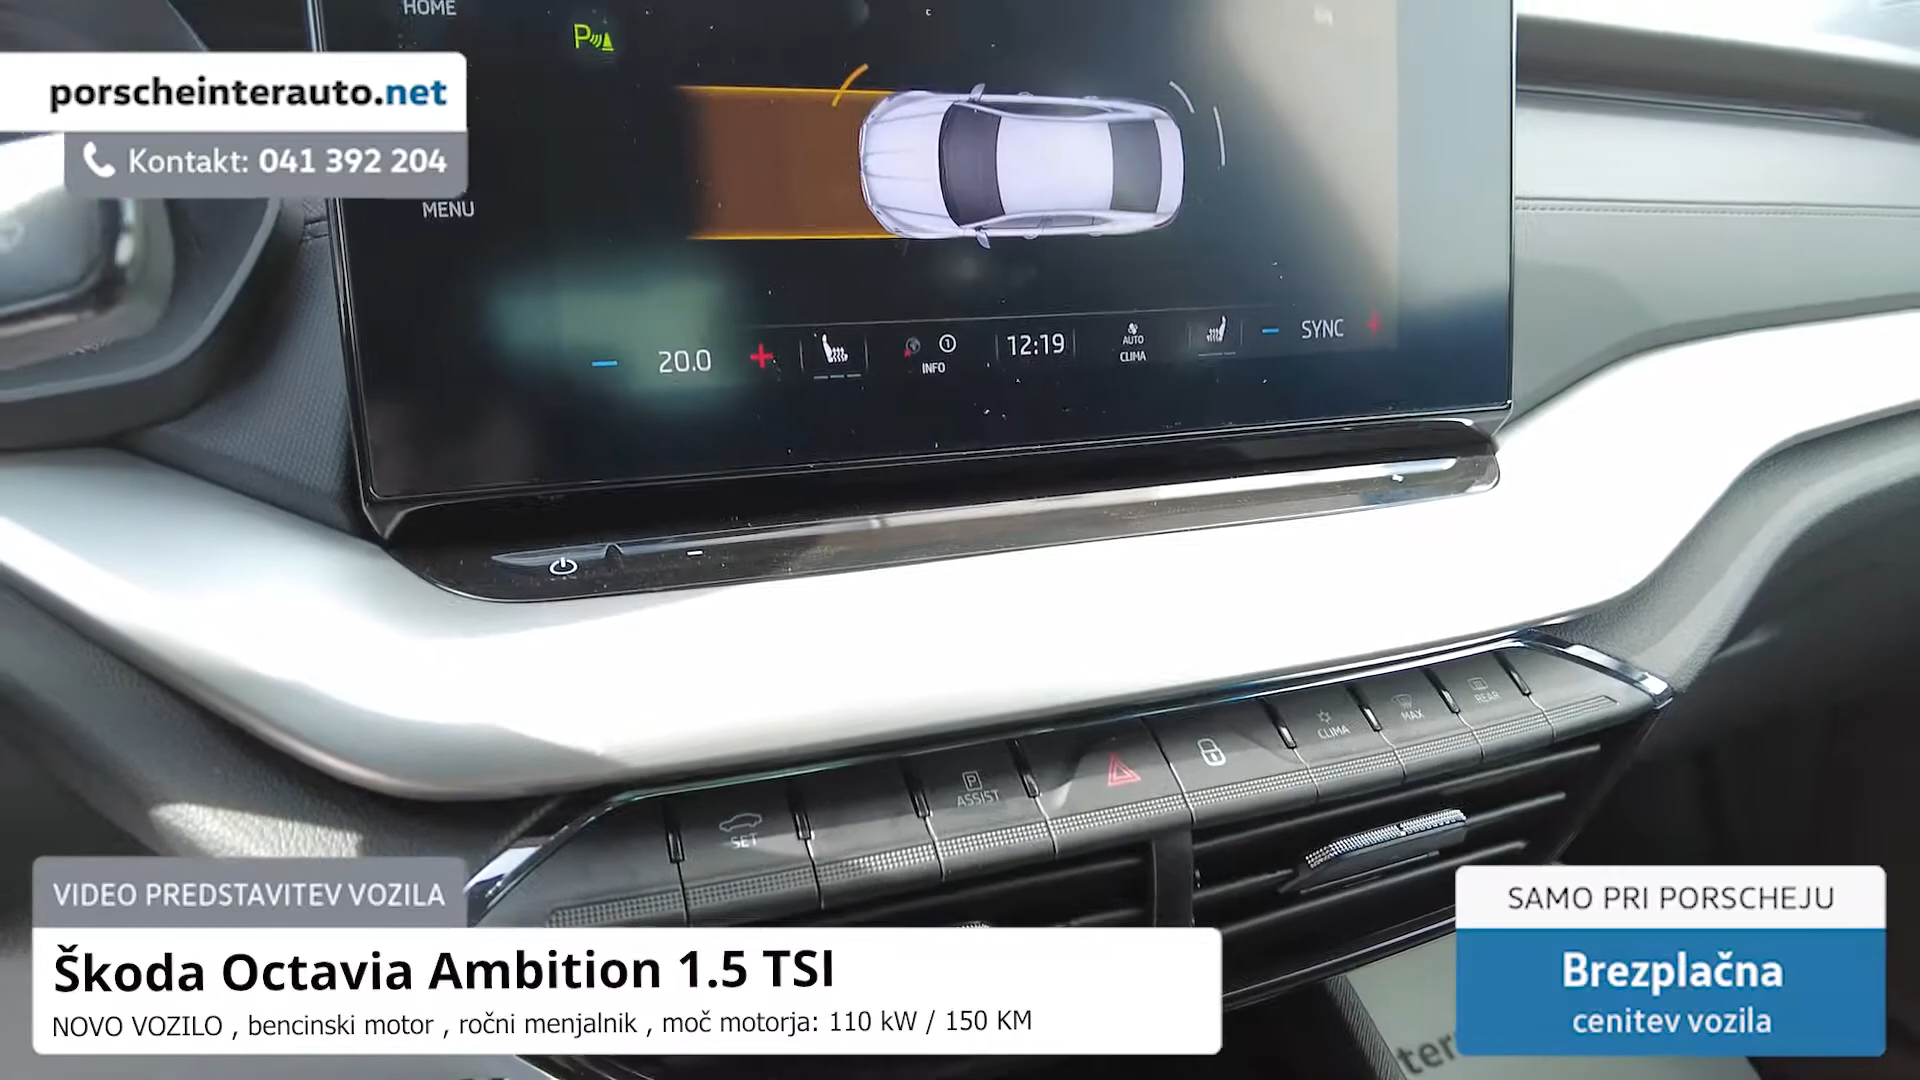 HOME
P
porscheinterauto.net
Kontakt: 041 392 204
MENU
20.0
1
INFO
12:19
AUTO
CLIMA
SYNC
SET
P
ASSIST
CLIMA
MAX
REAR
VIDEO PREDSTAVITEV VOZILA
Škoda Octavia Ambition 1.5 TSI
NOVO VOZILO , bencinski motor , ročni menjalnik , moč motorja: 110 kW / 150 KM
SAMO PRI PORSCHEJU
Brezplačna
cenitev vozila